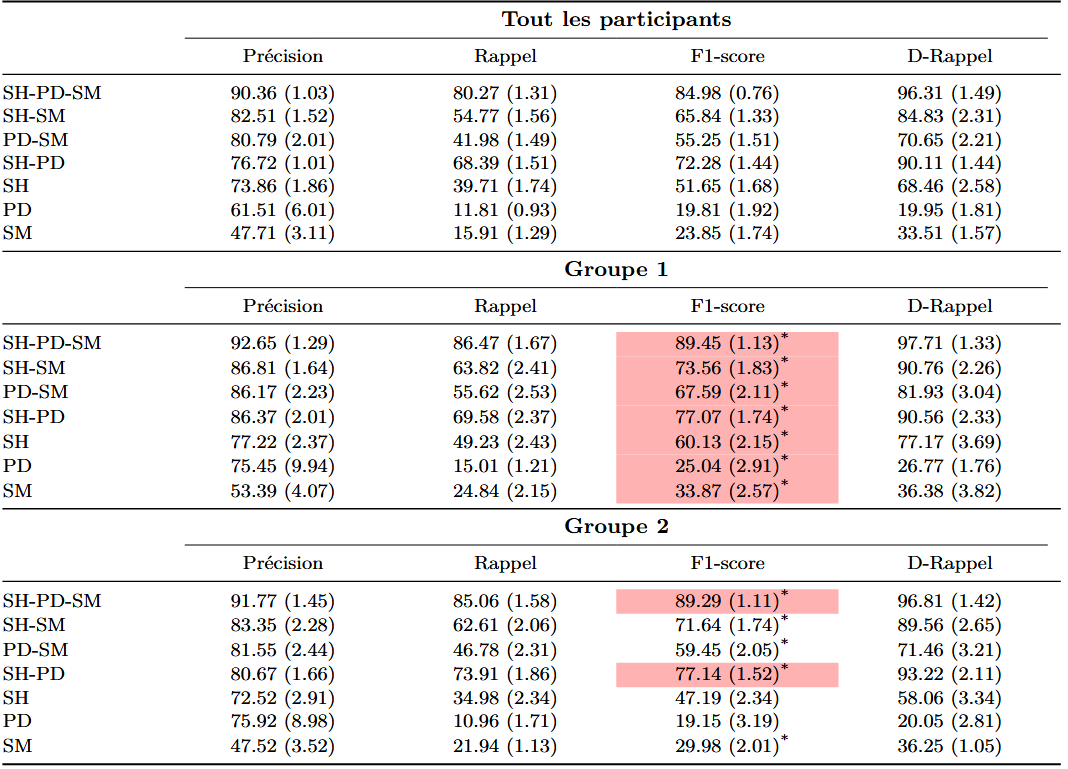 Tout les participants
Précision Rappel F1-score D-Rappel
SH-PD-SM 90.36 (1.03) 80.27 (1.31) 84.98 (0.76) 96.31 (1.49)
SH-SM 82.51 (1.52) 54.77 (1.56) 65.84 (1.33) 84.83 (2.31)
PD-SM 80.79 (2.01) 41.98 (1.49) 55.25 (1.51) 70.65 (2.21)
SH-PD 76.72 (1.01) 68.39 (1.51) 72.28 (1.44) 90.11 (1.44)
SH 73.86 (1.86) 39.71 (1.74) 51.65 (1.68) 68.46 (2.58)
PD 61.51 (6.01) 11.81 (0.93) 19.81 (1.92) 19.95 (1.81)
SM 47.71 (3.11) 15.91 (1.29) 23.85 (1.74) 33.51 (1.57)
Groupe 1
Précision Rappel F1-score D-Rappel
SH-PD-SM 92.65 (1.29) 86.47 (1.67) 89.45 (1.13)* 97.71 (1.33)
SH-SM 86.81 (1.64) 63.82 (2.41) 73.56 (1.83)* 90.76 (2.26)
PD-SM 86.17 (2.23) 55.62 (2.53) 67.59 (2.11)* 81.93 (3.04)
SH-PD 86.37 (2.01) 69.58 (2.37) 77.07 (1.74)* 90.56 (2.33)
SH 77.22 (2.37) 49.23 (2.43) 60.13 (2.15)* 77.17 (3.69)
PD 75.45 (9.94) 15.01 (1.21) 25.04 (2.91)* 26.77 (1.76)
SM 53.39 (4.07) 24.84 (2.15) 33.87 (2.57)* 36.38 (3.82)
Groupe 2
Précision Rappel F1-score D-Rappel
SH-PD-SM 91.77 (1.45) 85.06 (1.58) 89.29 (1.11)* 96.81 (1.42)
SH-SM 83.35 (2.28) 62.61 (2.06) 71.64 (1.74)* 89.56 (2.65)
PD-SM 81.55 (2.44) 46.78 (2.31) 59.45 (2.05)* 71.46 (3.21)
SH-PD 80.67 (1.66) 73.91 (1.86) 77.14 (1.52)* 93.22 (2.11)
SH 72.52 (2.91) 34.98 (2.34) 47.19 (2.34) 58.06 (3.34)
PD 75.92 (8.98) 10.96 (1.71) 19.15 (3.19) 20.05 (2.81)
SM 47.52 (3.52) 21.94 (1.13) 29.98 (2.01)* 36.25 (1.05)